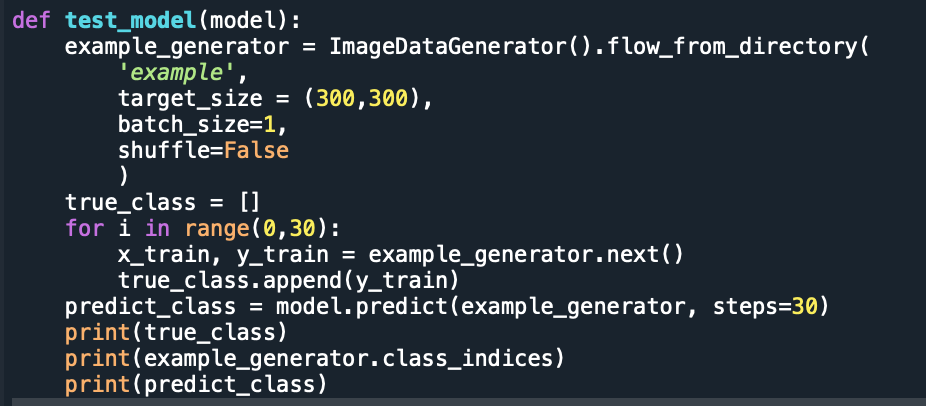 def test_model(model):
    example_generator = ImageDataGenerator().flow_from_directory(
        'example',
        target_size = (300,300),
        batch_size=1,
        shuffle=False
        )
    true_class = []
    for i in range(0,30):
        x_train, y_train = example_generator.next()
        true_class.append(y_train)
    predict_class = model.predict(example_generator, steps=30)
    print(true_class)
    print(example_generator.class_indices)
    print(predict_class)